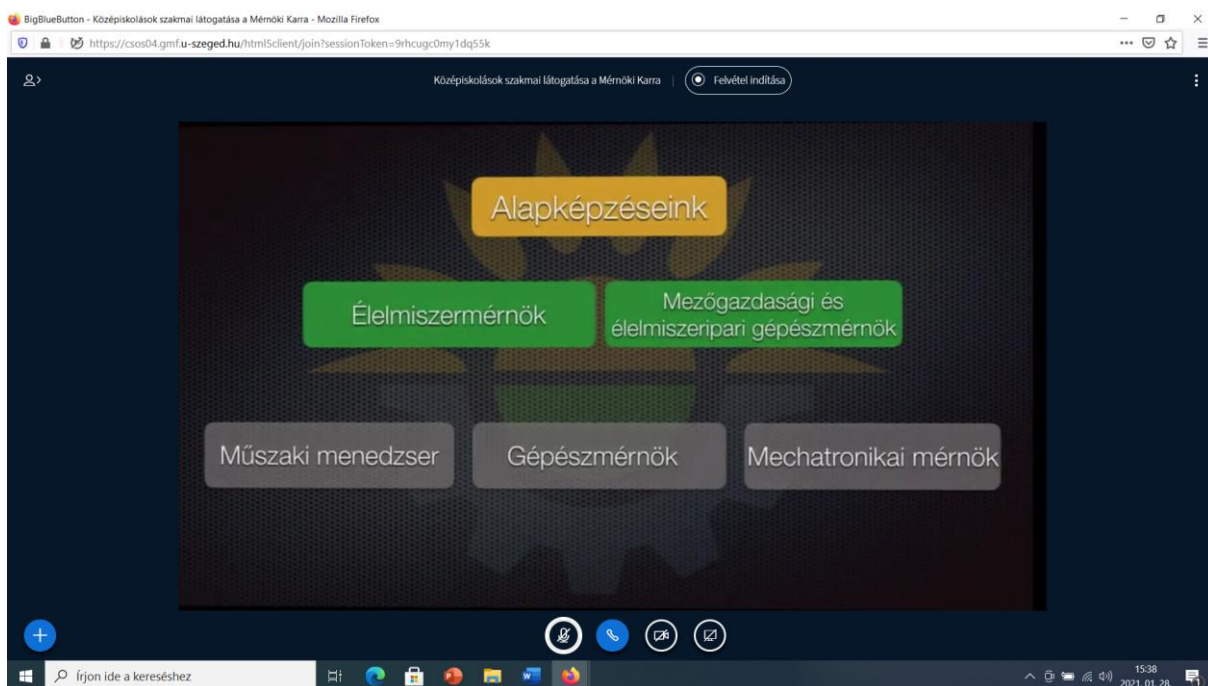 BigBlueButton - Középiskolások szakmai látogatása a Mérnöki Karra - Mozilla Firefox
https://csos04.gmf.u-szeged.hu/html5client/join?sessionToken=9rhcugc0my1dq55k
Középiskolások szakmai látogatása a Mérnöki Karra | Felvétel indítása
Alapképzéseink
Élelmiszermérnök
Mezőgazdasági és
élelmiszeripari gépészmérnök
Műszaki menedzser
Gépészmérnök
Mechatronikai mérnök
Írjon ide a kereséshez
15:38
2021. 01. 28.